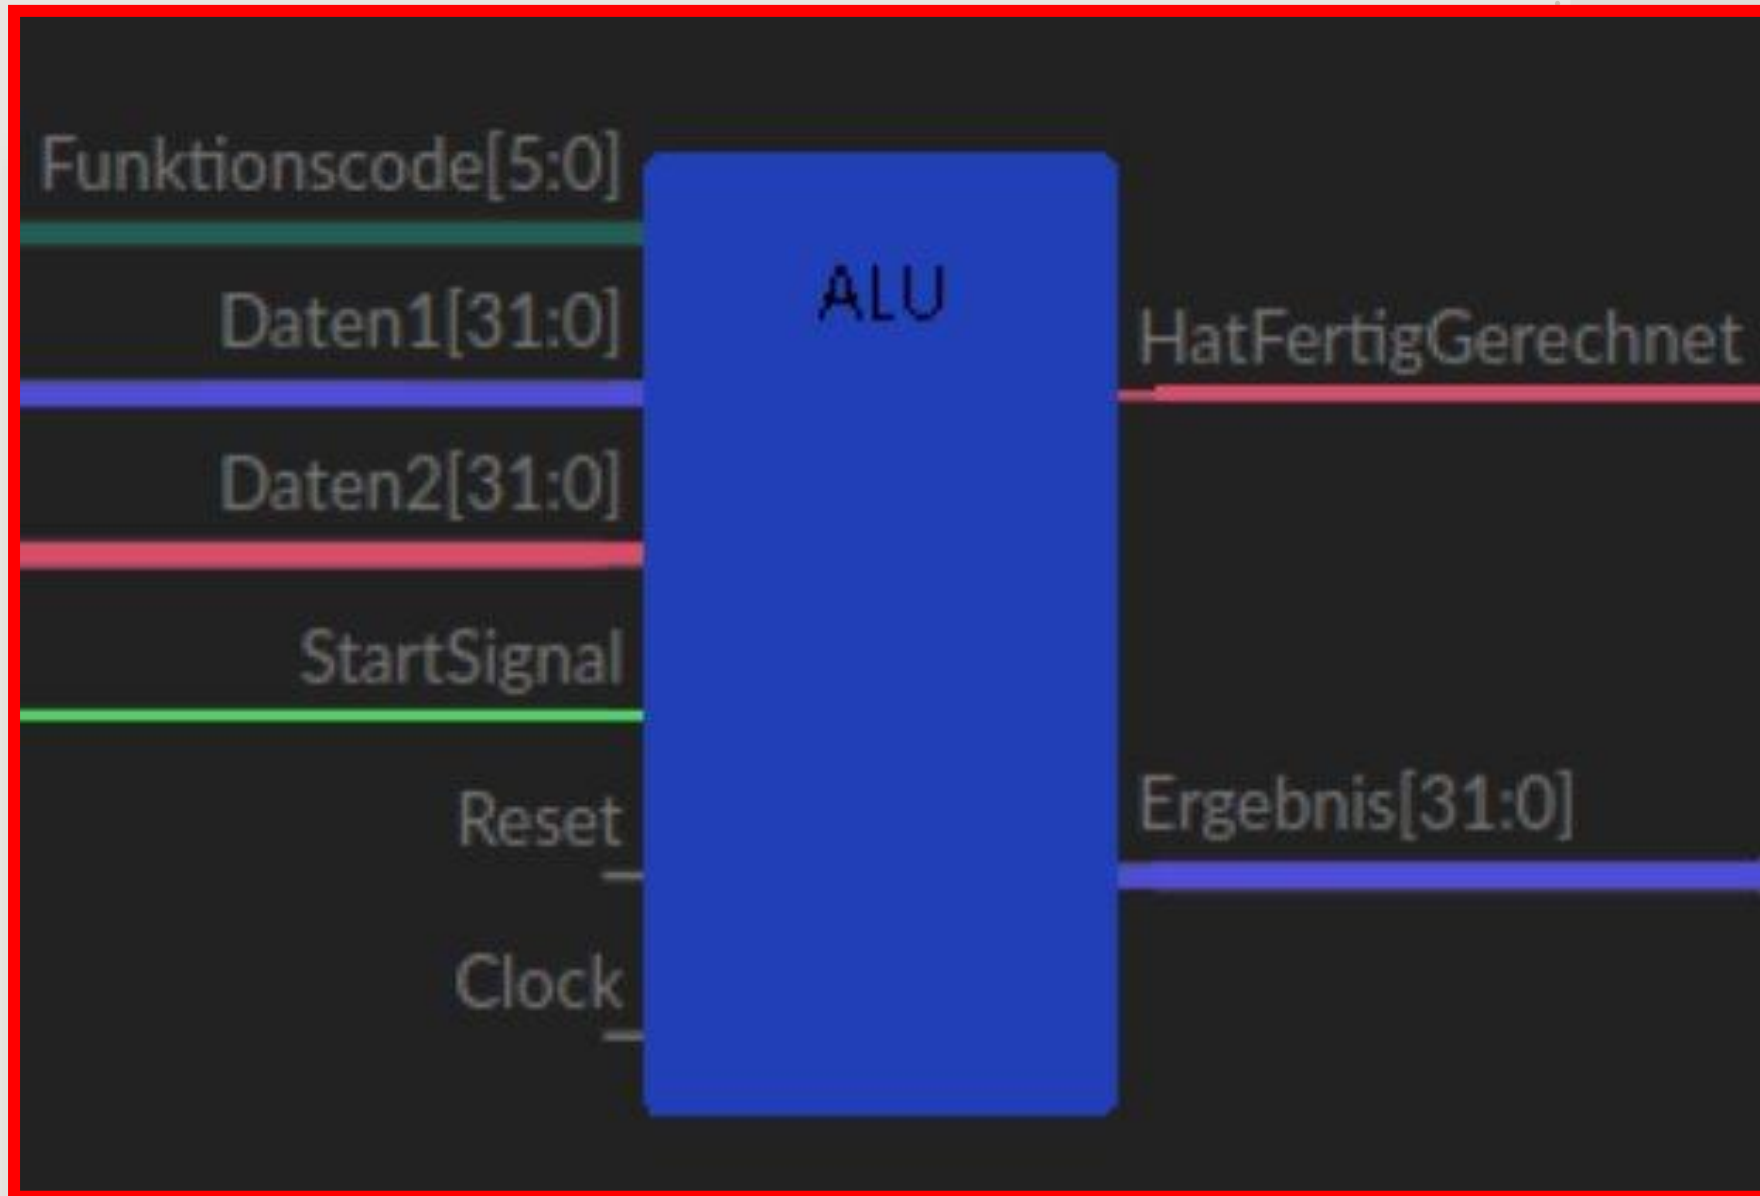 Funktionscode[5:0]
Daten1[31:0]
Daten2[31:0]
StartSignal
Reset
Clock
ALU
HatFertigGerechnet
Ergebnis[31:0]